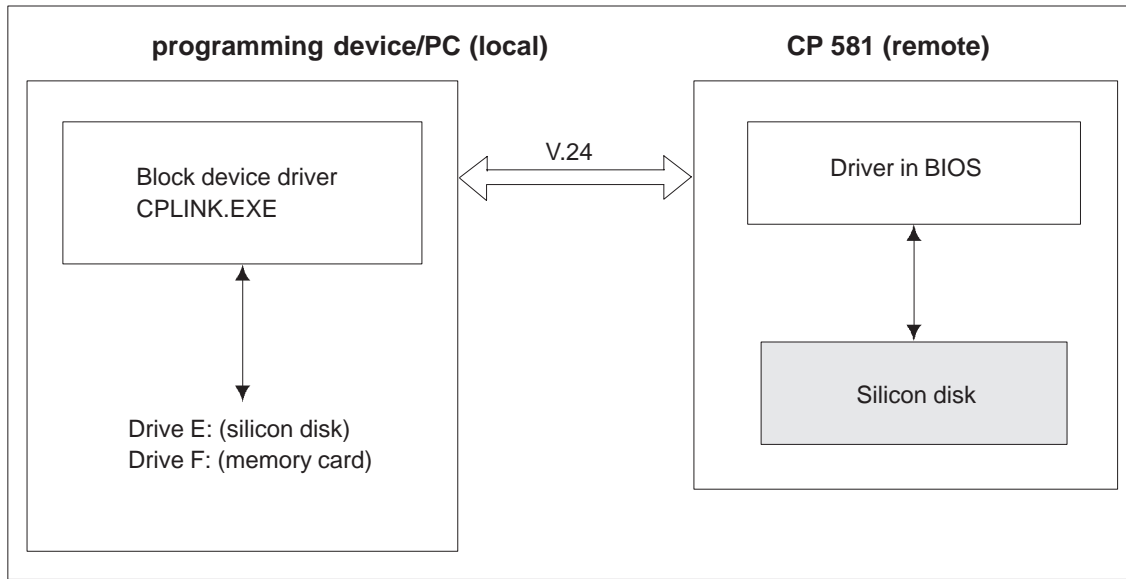 programming device/PC (local)
CP 581 (remote)
Block device driver
CPLINK.EXE
V.24
Driver in BIOS
Silicon disk
Drive E: (silicon disk)
Drive F: (memory card)